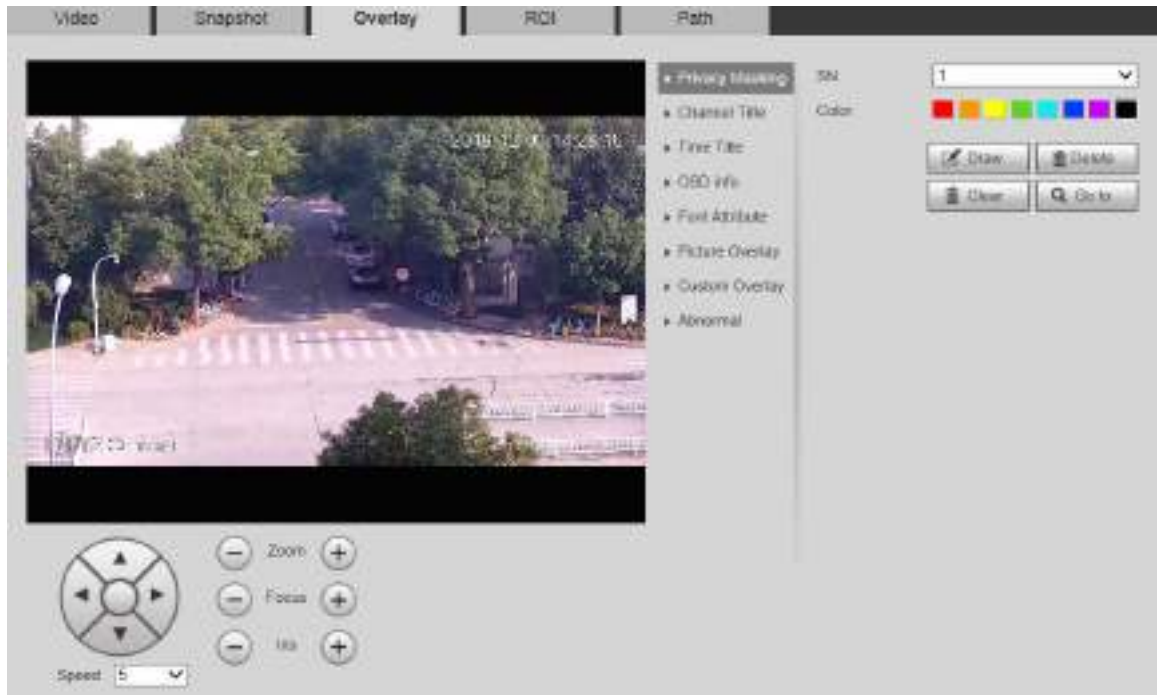 Video Snapshot Overlay ROI Path
Privacy Masking
Channel Title
Time Title
OSD info
Font Attribute
Picture Overlay
Custom Overlay
Abnormal
SN 1
Color
Draw Delete
Clear Go to
Zoom
Focus
Iris
Speed 5